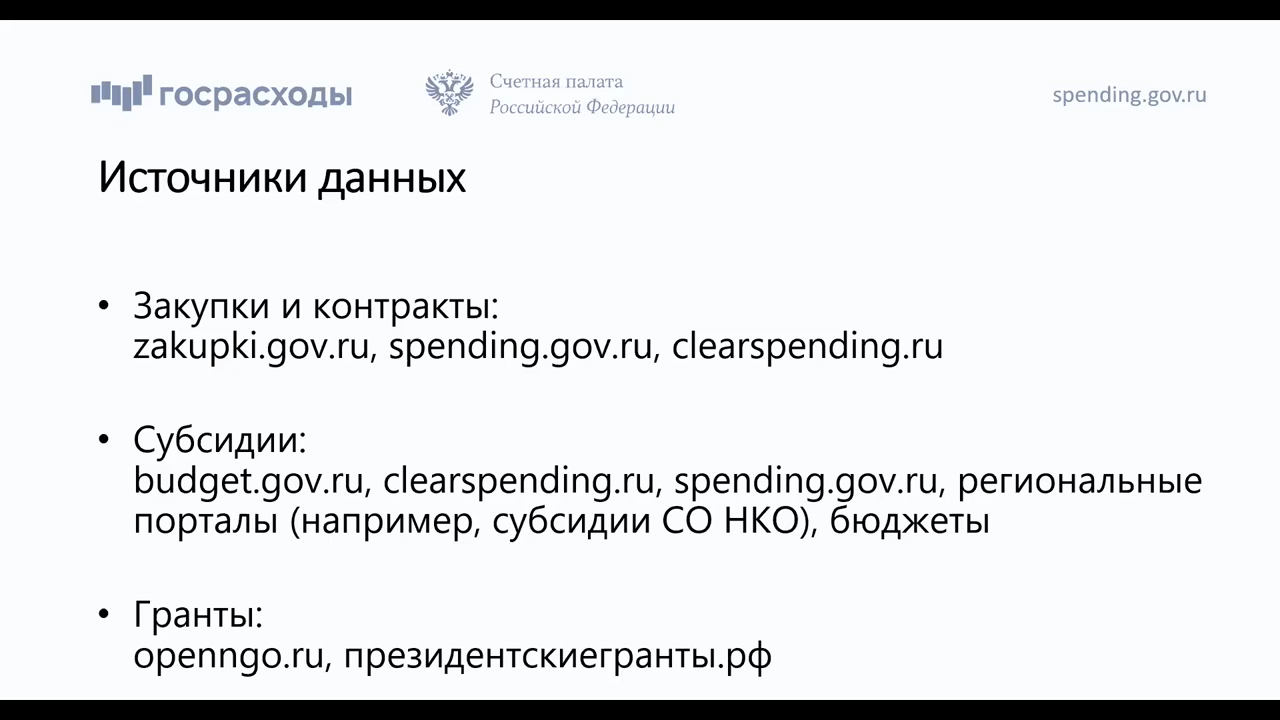 госрасходы
Счетная палата
Российской Федерации
spending.gov.ru
Источники данных
• Закупки и контракты:
zakupki.gov.ru, spending.gov.ru, clearspending.ru
• Субсидии:
budget.gov.ru, clearspending.ru, spending.gov.ru, региональные
порталы (например, субсидии СО НКО), бюджеты
• Гранты:
openngo.ru, президентскиегранты.рф